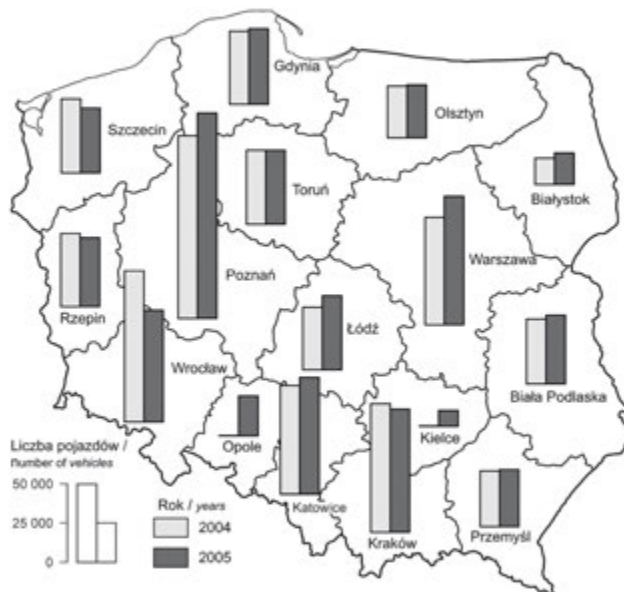 Gdynia
Szczecin
Olsztyn
Toruń
Białystok
Poznań
Warszawa
Rzepin
Łódź
Wrocław
Biała Podlaska
Opole
Kielce
Katowice
Kraków
Przemyśl
Liczba pojazdów /
number of vehicles
50 000
25 000
0
Rok / years
2004
2005